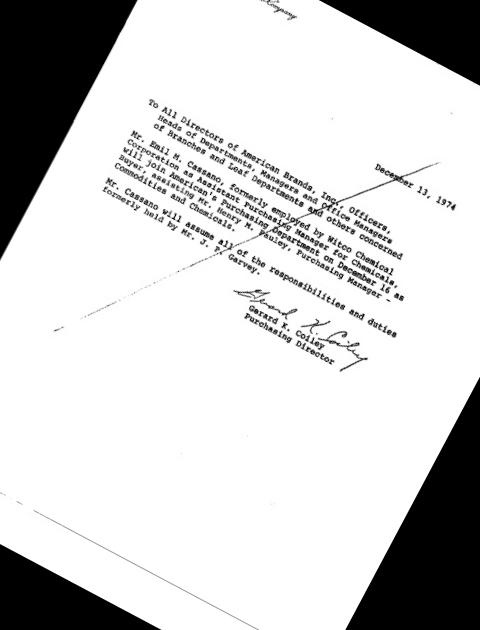 Company
December 13, 1974
To All Directors of American Brands, Inc., Officers,
Heads of Departments, Managers and Office Managers
of Branches and Leaf Departments and others concerned
Mr. Emil M. Cassano, formerly employed by Witco Chemical
Corporation as Assistant Purchasing Manager for Chemicals,
will join American's Purchasing Department on December 16 as
Buyer, assisting Mr. Henry M. Pauley, Purchasing Manager -
Commodities and Chemicals.
Mr. Cassano will assume all of the responsibilities and duties
formerly held by Mr. J. P. Garvey.
Gerard K. Coiley
Gerard K. Coiley
Purchasing Director